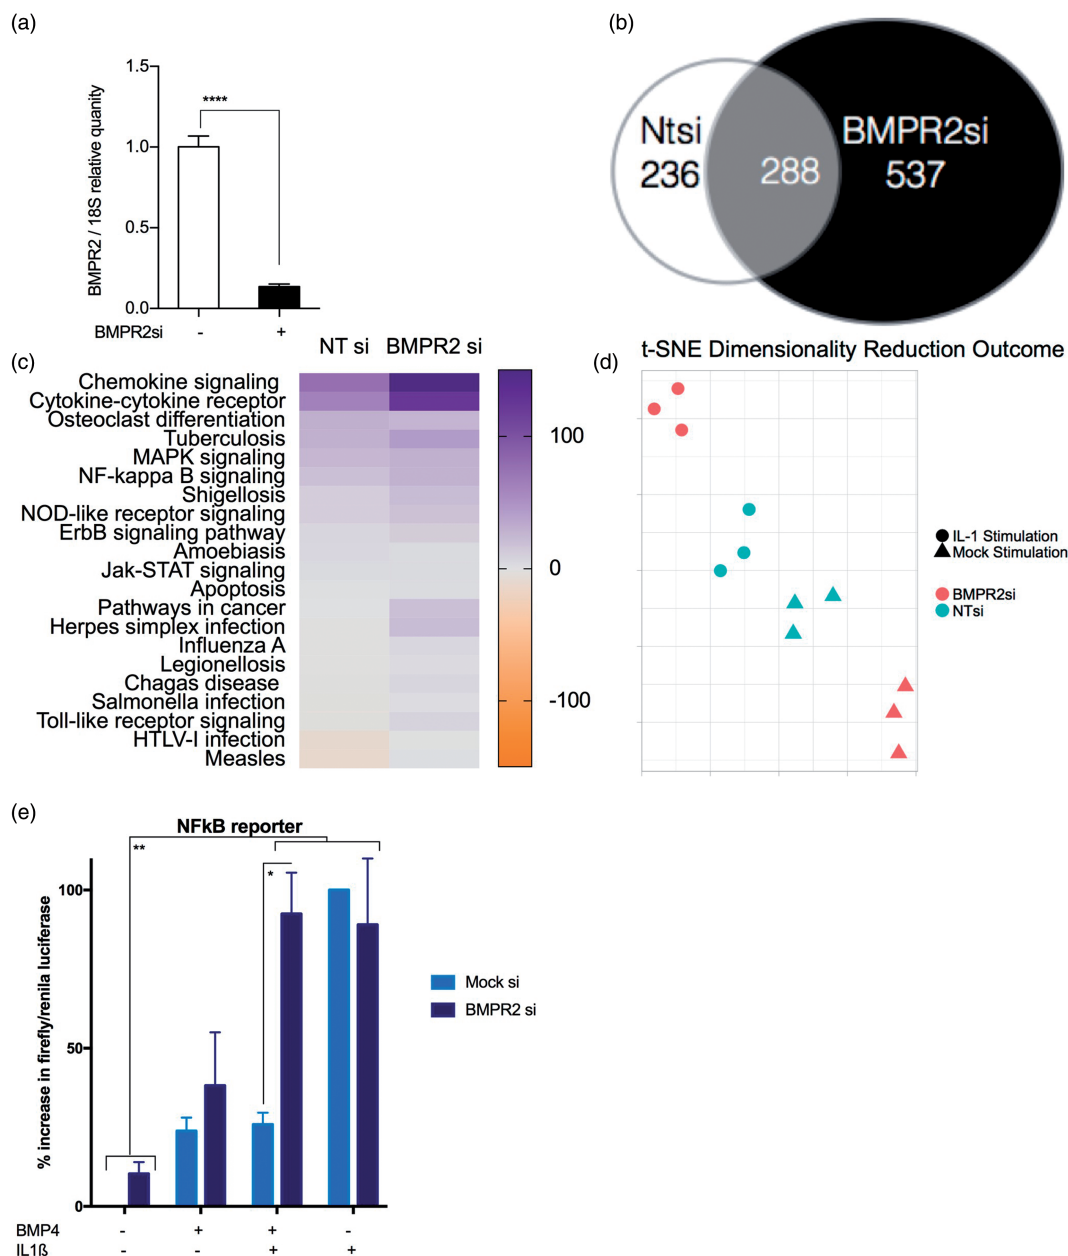 (a)
1.5
1.0
0.5
0.0
BMPR2 / 18S relative quanity
****
BMPR2si - +
(b)
Ntsi
236
288
BMPR2si
537
(c)
NT si BMPR2 si
Chemokine signaling
Cytokine-cytokine receptor
Osteoclast differentiation
Tuberculosis
MAPK signaling
NF-kappa B signaling
Shigellosis
NOD-like receptor signaling
ErbB signaling pathway
Amoebiasis
Jak-STAT signaling
Apoptosis
Pathways in cancer
Herpes simplex infection
Influenza A
Legionellosis
Chagas disease
Salmonella infection
Toll-like receptor signaling
HTLV-I infection
Measles
100
0
-100
(d)
t-SNE Dimensionality Reduction Outcome
IL-1 Stimulation
Mock Stimulation
BMPR2si
NTsi
(e)
NFkB reporter
**
*
100
50
0
% increase in firefly/renila luciferase
Mock si
BMPR2 si
BMP4 - + + -
IL1ß - - + +